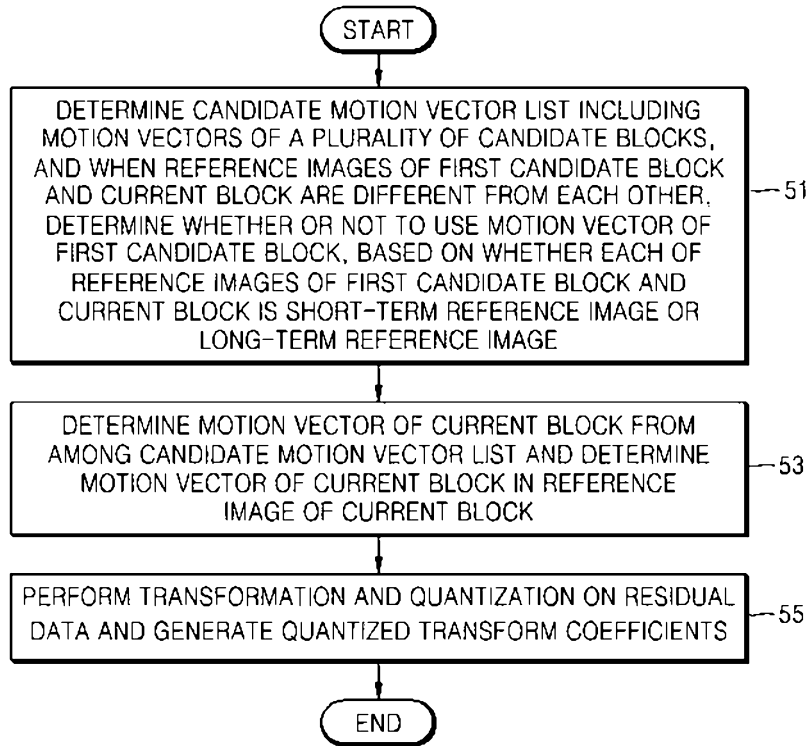 START
DETERMINE CANDIDATE MOTION VECTOR LIST INCLUDING
MOTION VECTORS OF A PLURALITY OF CANDIDATE BLOCKS,
AND WHEN REFERENCE IMAGES OF FIRST CANDIDATE BLOCK
AND CURRENT BLOCK ARE DIFFERENT FROM EACH OTHER,
DETERMINE WHETHER OR NOT TO USE MOTION VECTOR OF
FIRST CANDIDATE BLOCK, BASED ON WHETHER EACH OF
REFERENCE IMAGES OF FIRST CANDIDATE BLOCK AND
CURRENT BLOCK IS SHORT-TERM REFERENCE IMAGE OR
LONG-TERM REFERENCE IMAGE
51
DETERMINE MOTION VECTOR OF CURRENT BLOCK FROM
AMONG CANDIDATE MOTION VECTOR LIST AND DETERMINE
MOTION VECTOR OF CURRENT BLOCK IN REFERENCE
IMAGE OF CURRENT BLOCK
53
PERFORM TRANSFORMATION AND QUANTIZATION ON RESIDUAL
DATA AND GENERATE QUANTIZED TRANSFORM COEFFICIENTS
55
END